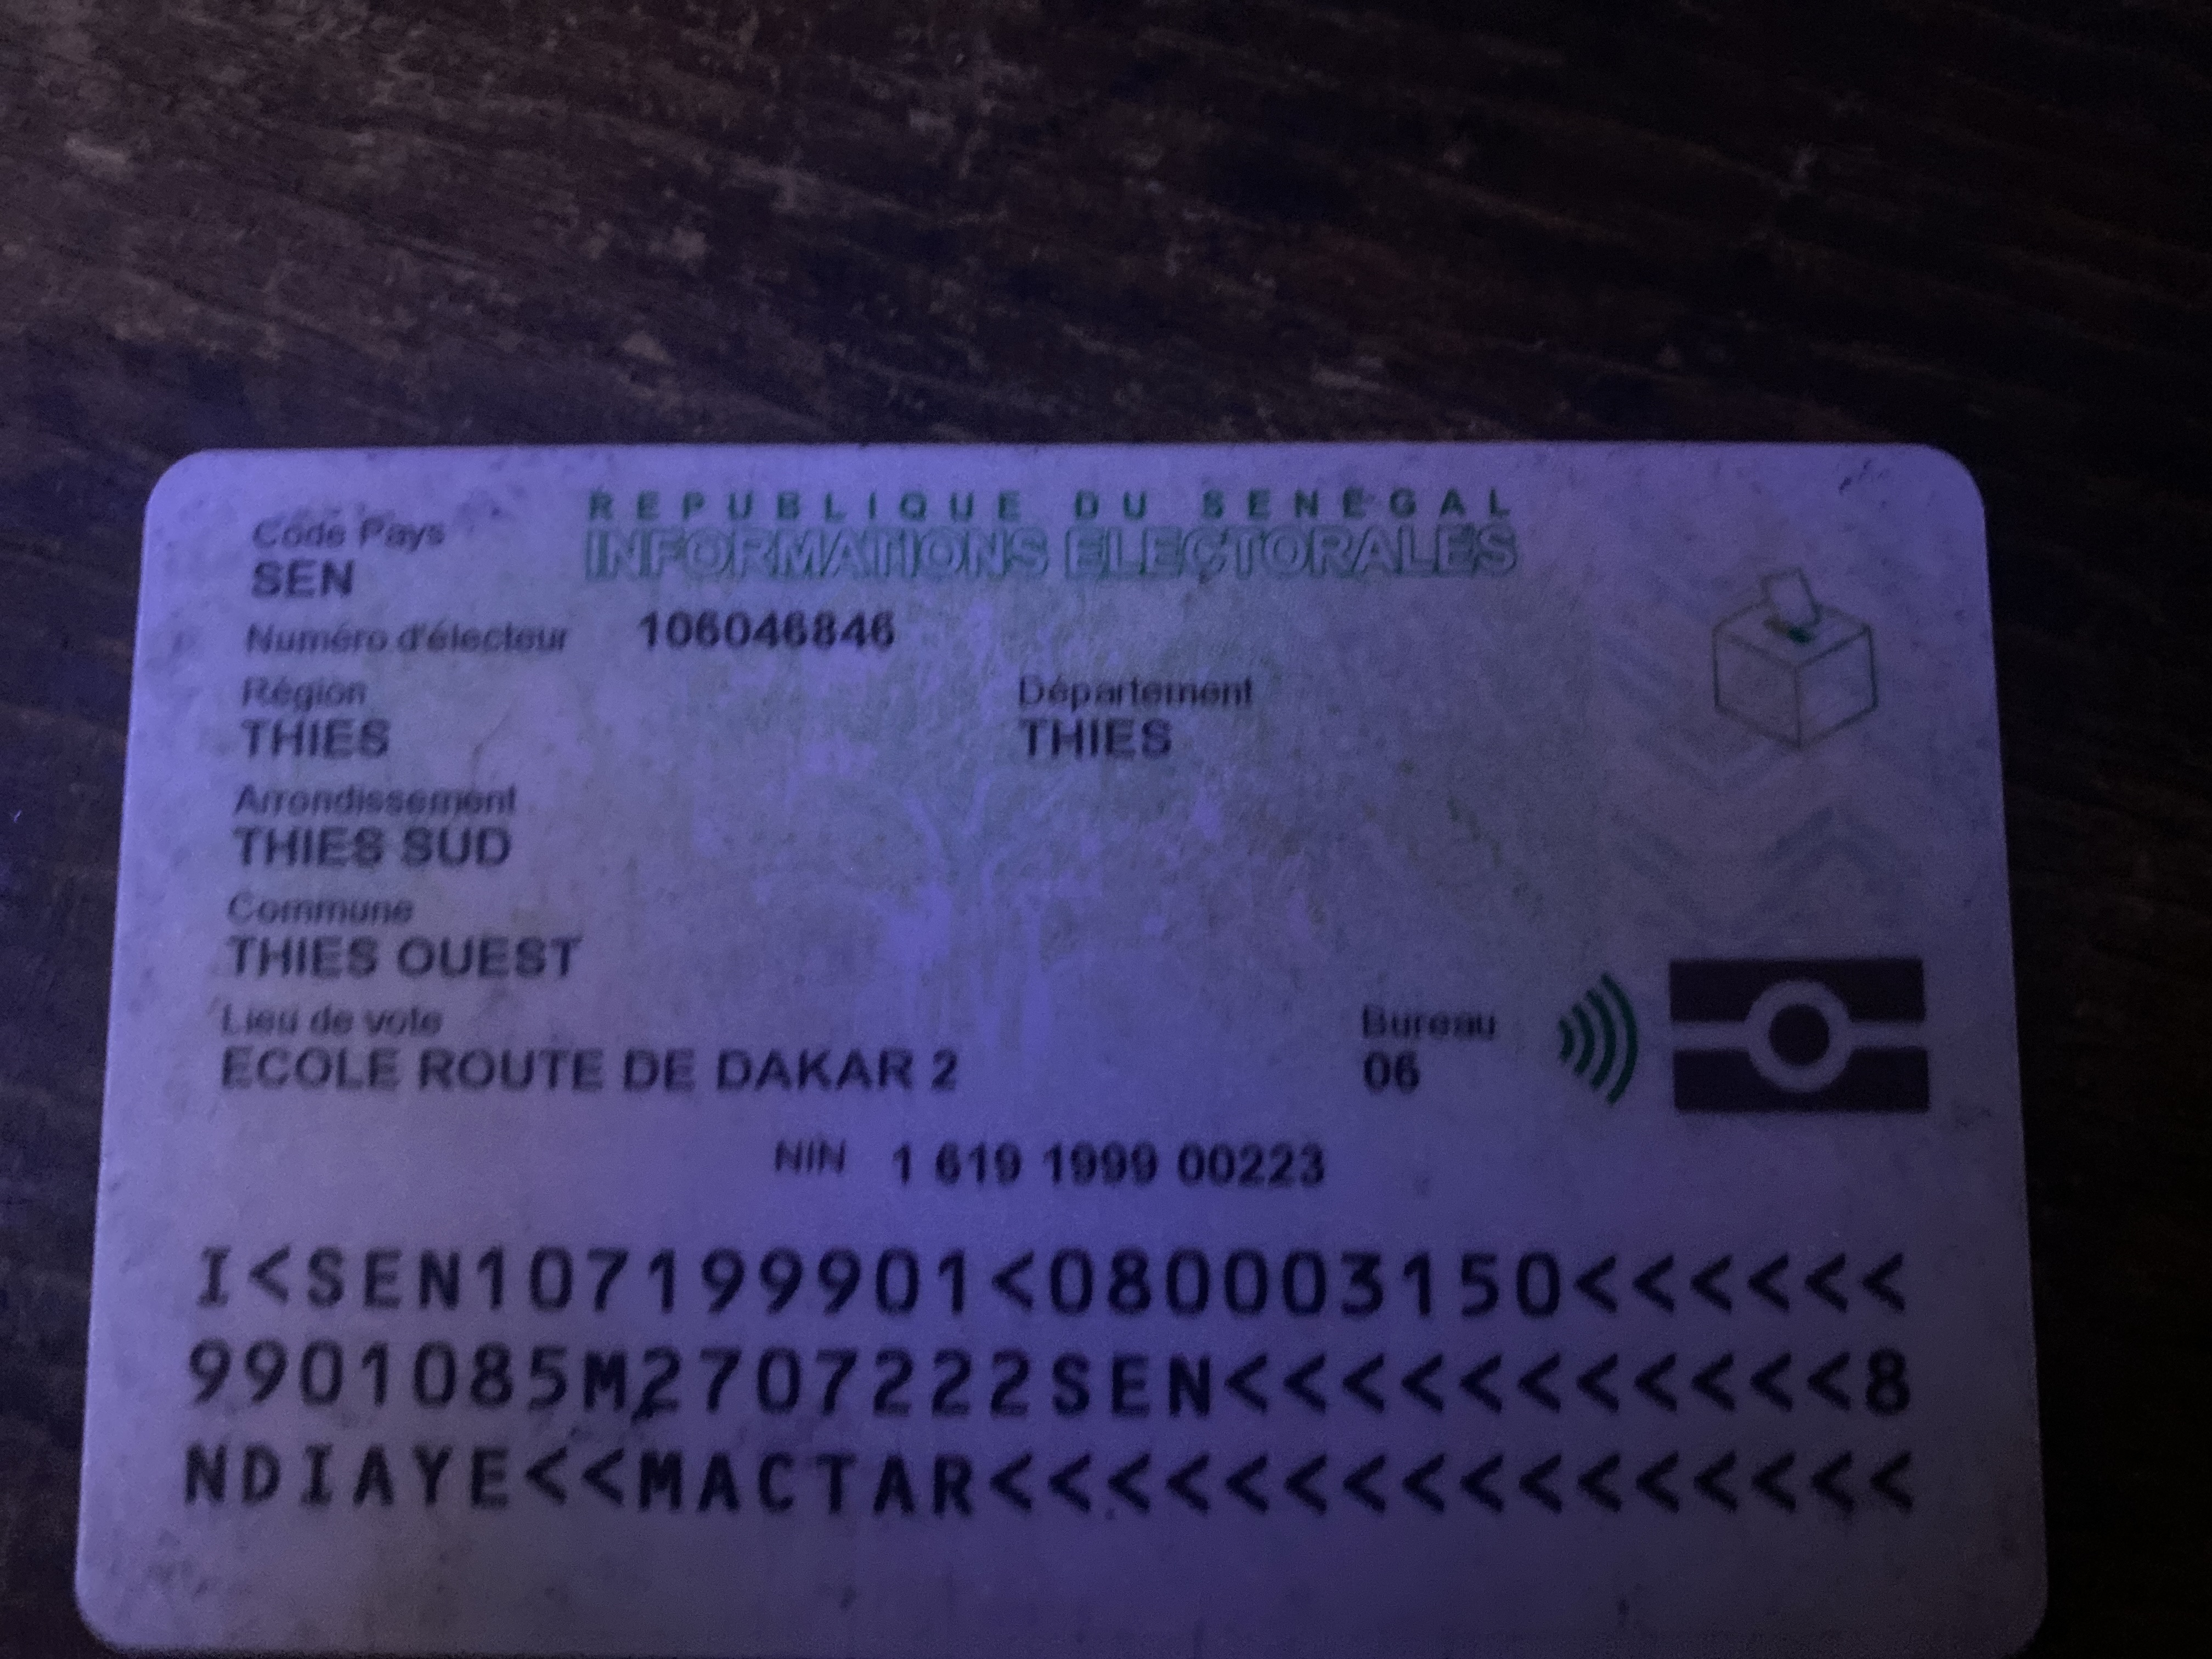 REPUBLIQUE DU SENEGAL
INFORMATIONS ELECTORALES
Code Pays
SEN
Numéro d'électeur 106046846
Région Département
THIES THIES
Arrondissement
THIES SUD
Commune
THIES OUEST
Lieu de vote Bureau
ECOLE ROUTE DE DAKAR 2 06
NIN 1 619 1999 00223
I<SEN107199901<080003150<<<<<<
9901085M2707222SEN<<<<<<<<<<<8
NDIAYE<<MACTAR<<<<<<<<<<<<<<<<